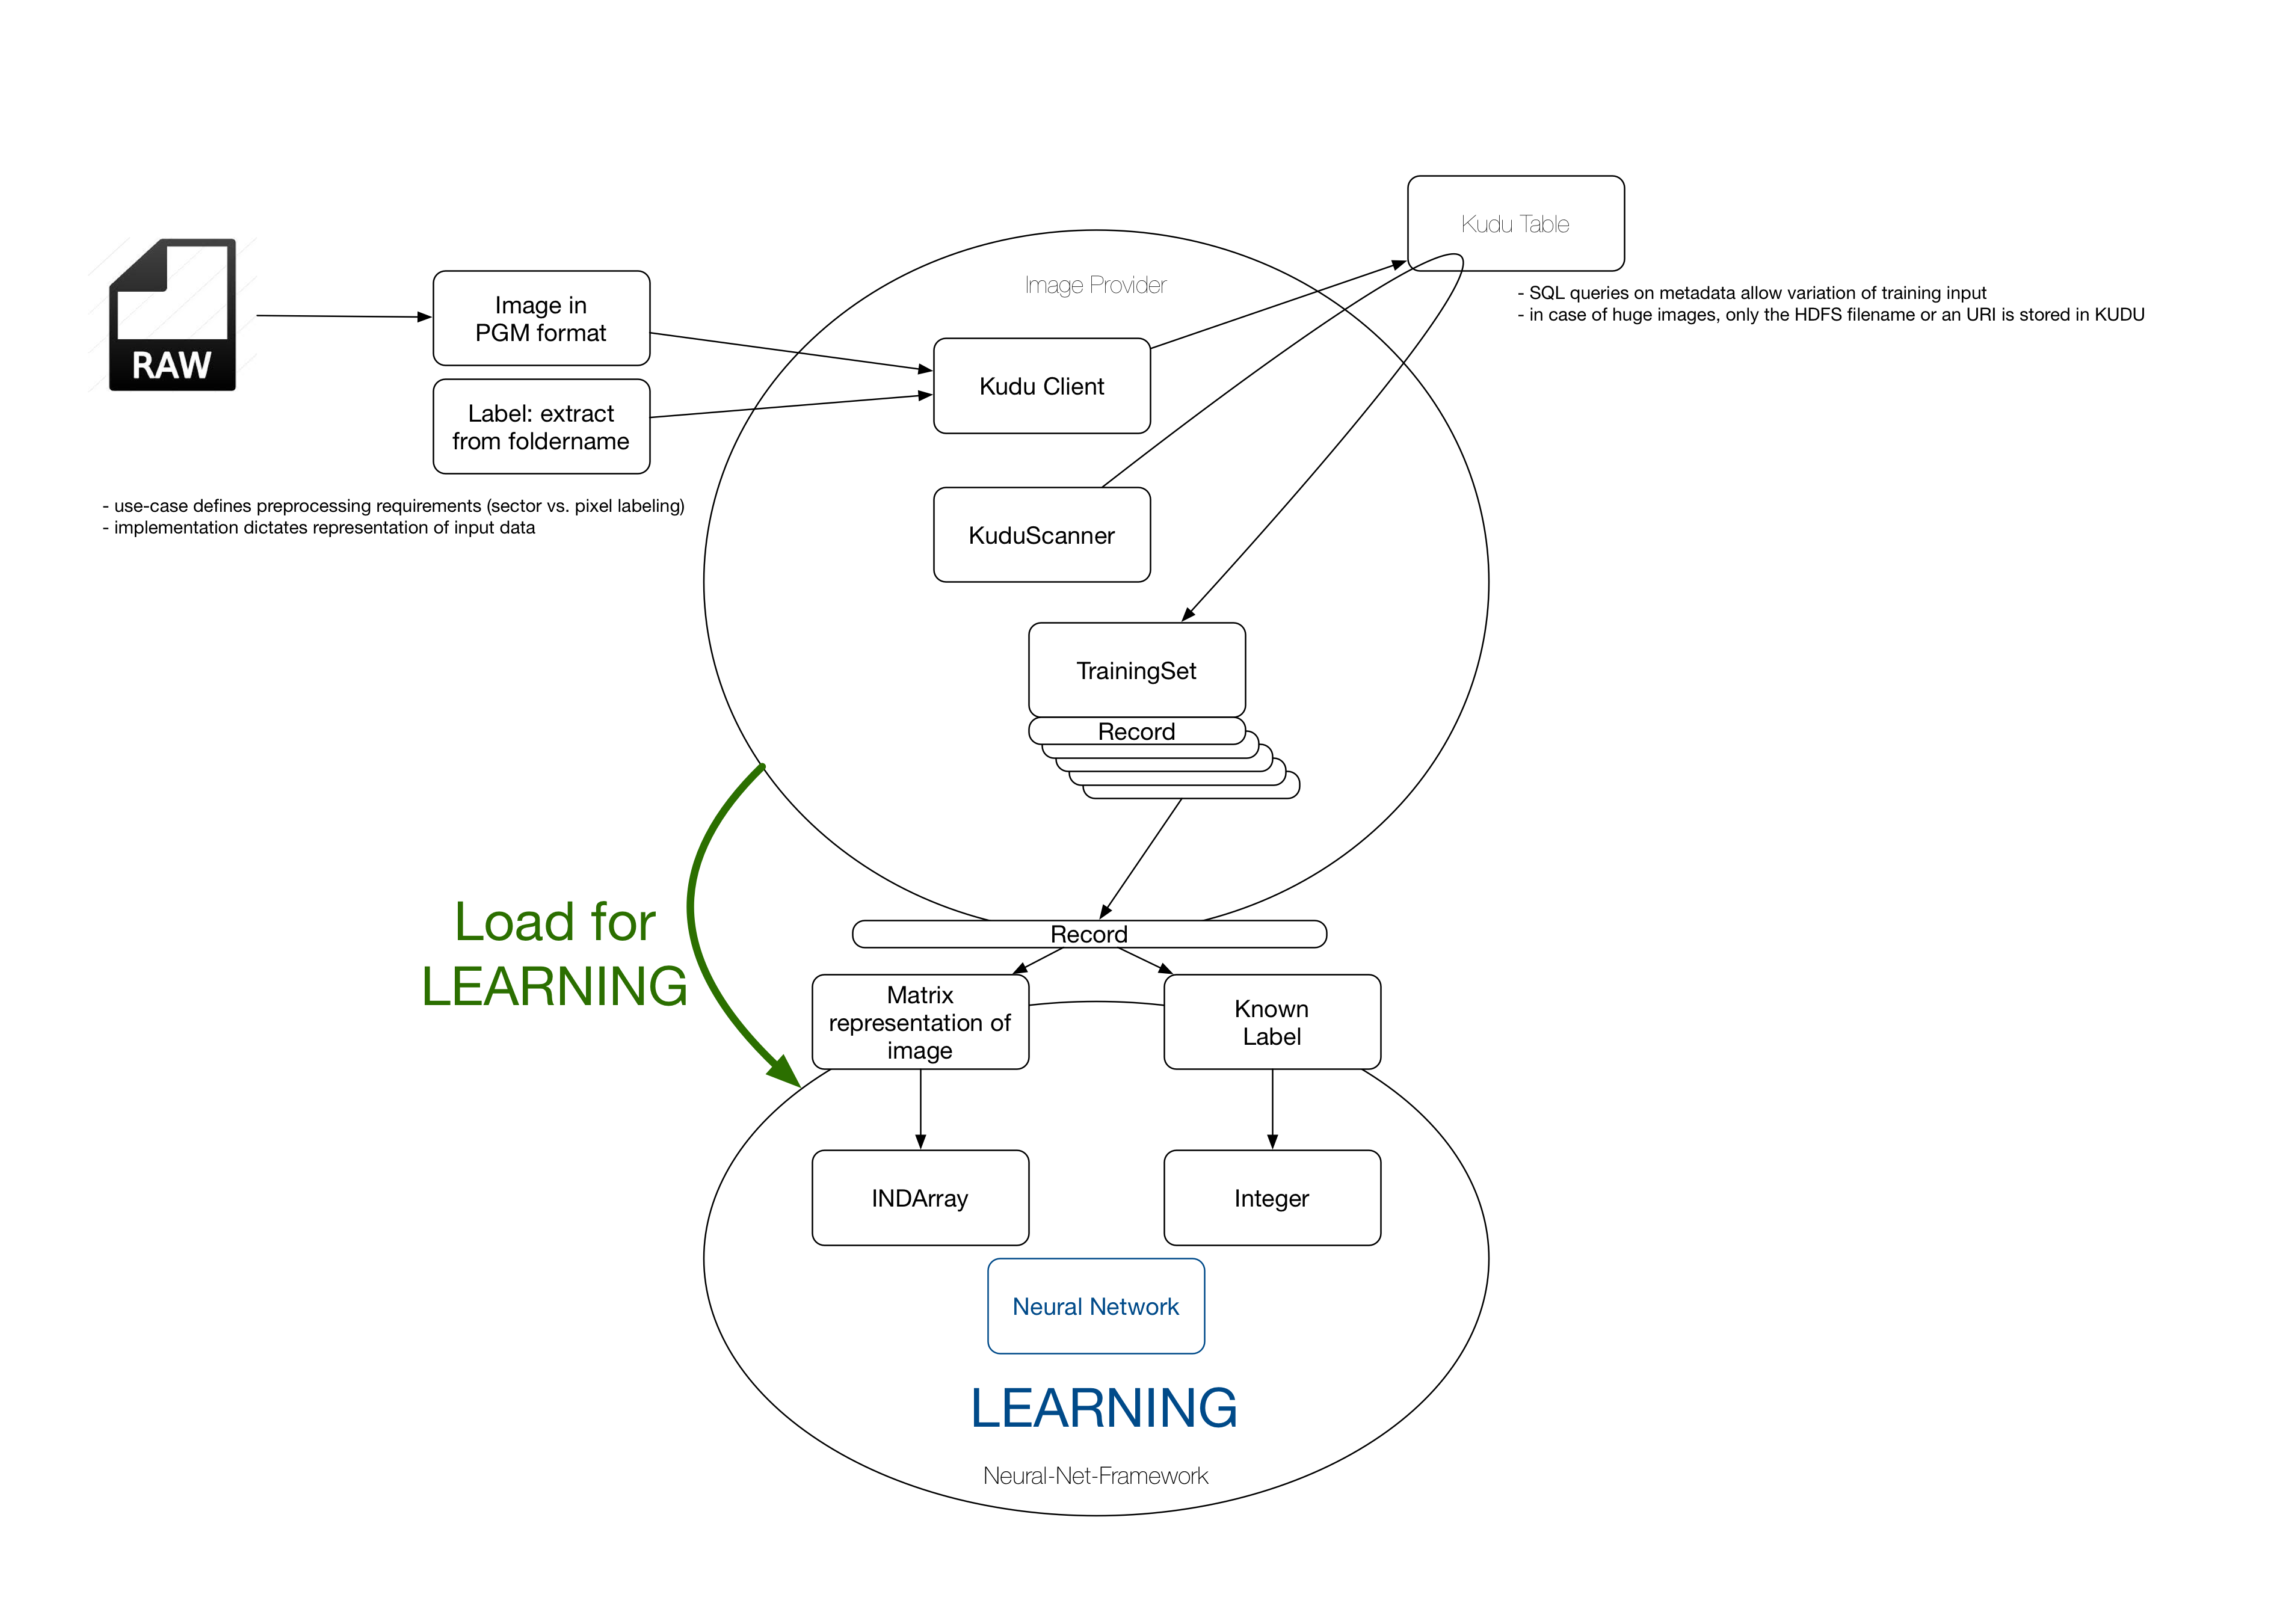 Kudu Table
Image Provider
- SQL queries on metadata allow variation of training input
- in case of huge images, only the HDFS filename or an URI is stored in KUDU
RAW
Image in
PGM format
Label: extract
from foldername
Kudu Client
- use-case defines preprocessing requirements (sector vs. pixel labeling)
- implementation dictates representation of input data
KuduScanner
TrainingSet
Record
Load for
LEARNING
Record
Matrix
representation of
image
Known
Label
INDArray
Integer
Neural Network
LEARNING
Neural-Net-Framework